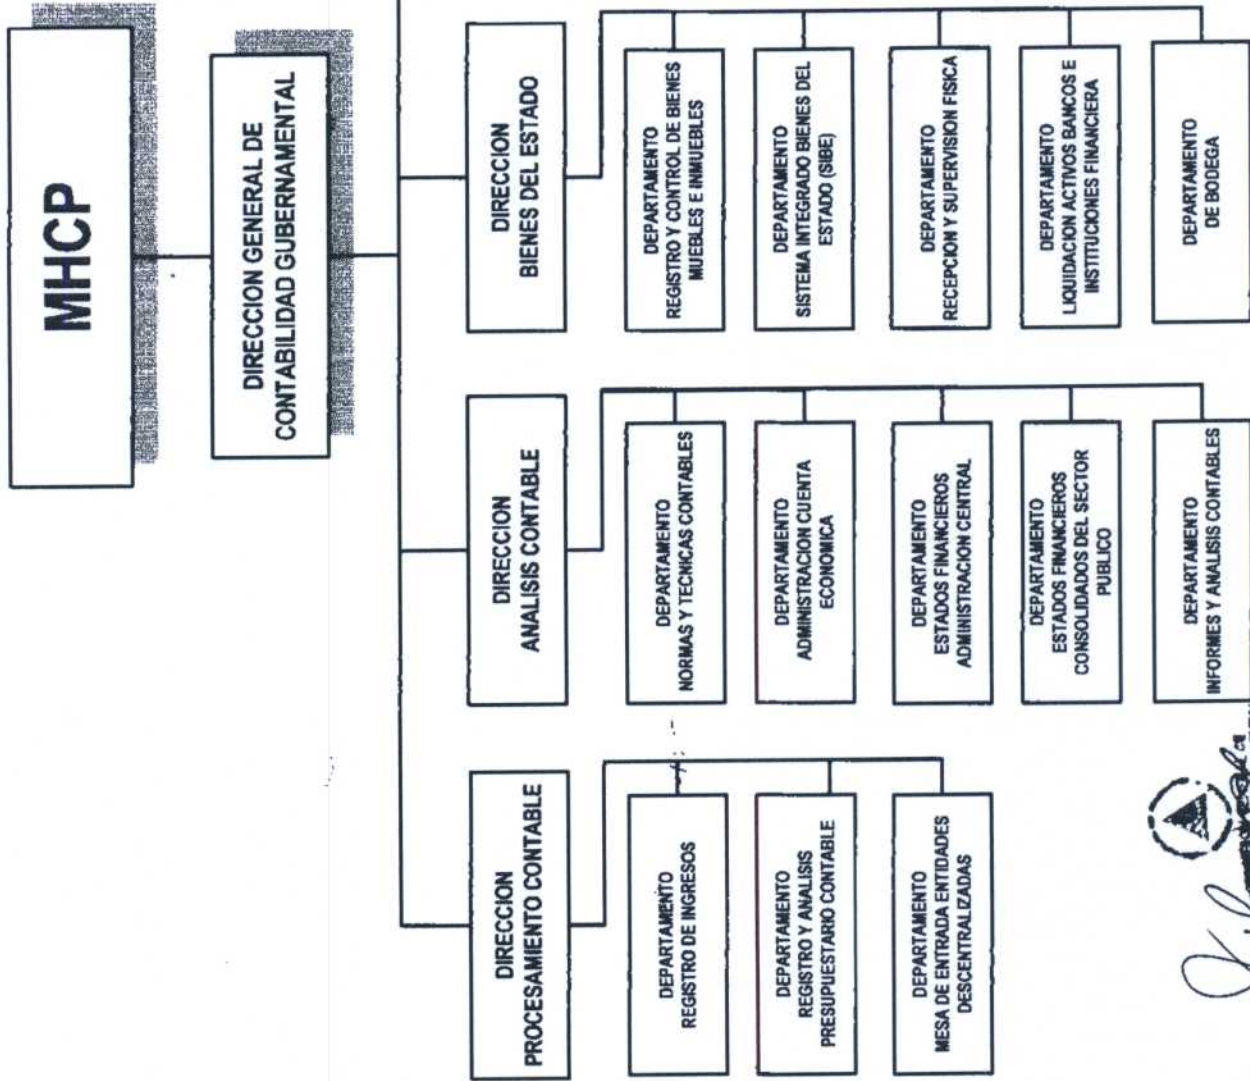 MHCP
DIRECCION GENERAL DE
CONTABILIDAD GUBERNAMENTAL
DIRECCION
PROCESAMIENTO CONTABLE
DEPARTAMENTO
REGISTRO DE INGRESOS
DEPARTAMENTO
REGISTRO Y ANALISIS
PRESUPUESTARIO CONTABLE
DEPARTAMENTO
MESA DE ENTRADA ENTIDADES
DESCENTRALIZADAS
DIRECCION
ANALISIS CONTABLE
DEPARTAMENTO
NORMAS Y TECNICAS CONTABLES
DEPARTAMENTO
ADMINISTRACION CUENTA
ECONOMICA
DEPARTAMENTO
ESTADOS FINANCIEROS
ADMINISTRACION CENTRAL
DEPARTAMENTO
ESTADOS FINANCIEROS
CONSOLIDADOS DEL SECTOR
PUBLICO
DEPARTAMENTO
INFORMES Y ANALISIS CONTABLES
DIRECCION
BIENES DEL ESTADO
DEPARTAMENTO
REGISTRO Y CONTROL DE BIENES
MUEBLES E INMUEBLES
DEPARTAMENTO
SISTEMA INTEGRADO BIENES DEL
ESTADO (SIBE)
DEPARTAMENTO
RECEPCION Y SUPERVISION FISICA
DEPARTAMENTO
LIQUIDACION ACTIVOS BANCOS E
INSTITUCIONES FINANCIERA
DEPARTAMENTO
DE BODEGA